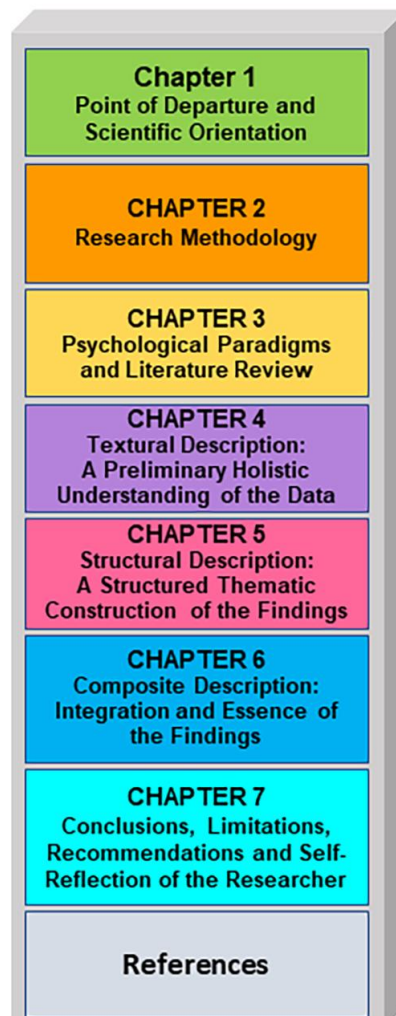 Chapter 1
Point of Departure and
Scientific Orientation
CHAPTER 2
Research Methodology
CHAPTER 3
Psychological Paradigms
and Literature Review
CHAPTER 4
Textural Description:
A Preliminary Holistic
Understanding of the Data
CHAPTER 5
Structural Description:
A Structured Thematic
Construction of the Findings
CHAPTER 6
Composite Description:
Integration and Essence of
the Findings
CHAPTER 7
Conclusions, Limitations,
Recommendations and Self-
Reflection of the Researcher
References